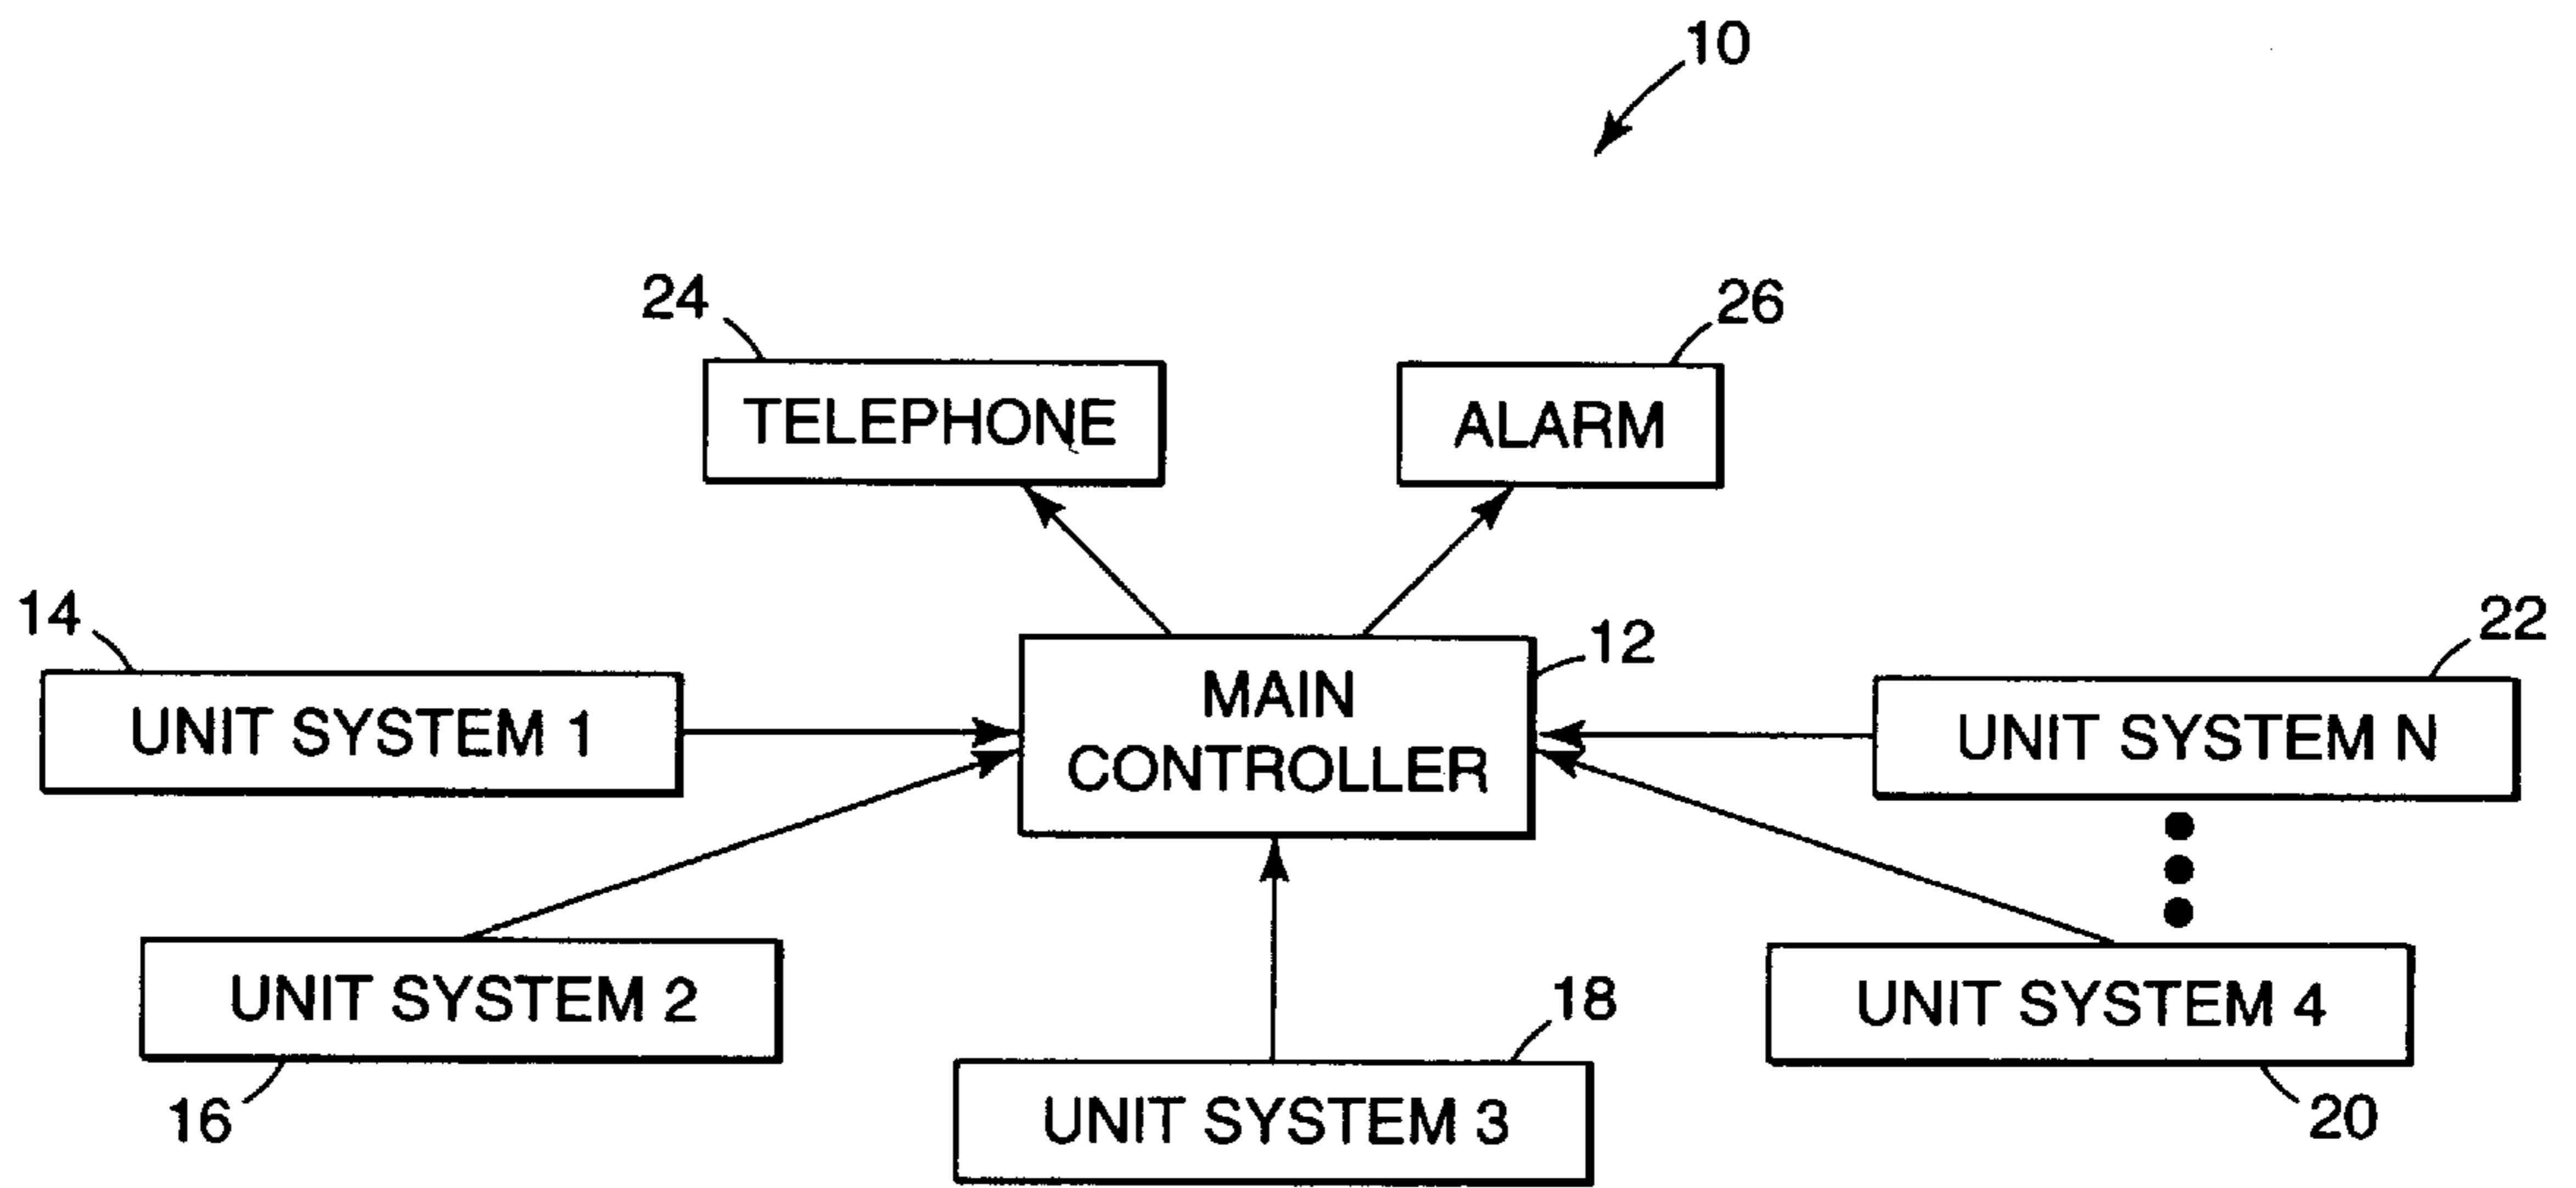 10
24
26
TELEPHONE
ALARM
14
12
22
UNIT SYSTEM 1
MAIN
CONTROLLER
UNIT SYSTEM N
UNIT SYSTEM 2
18
UNIT SYSTEM 4
16
UNIT SYSTEM 3
20